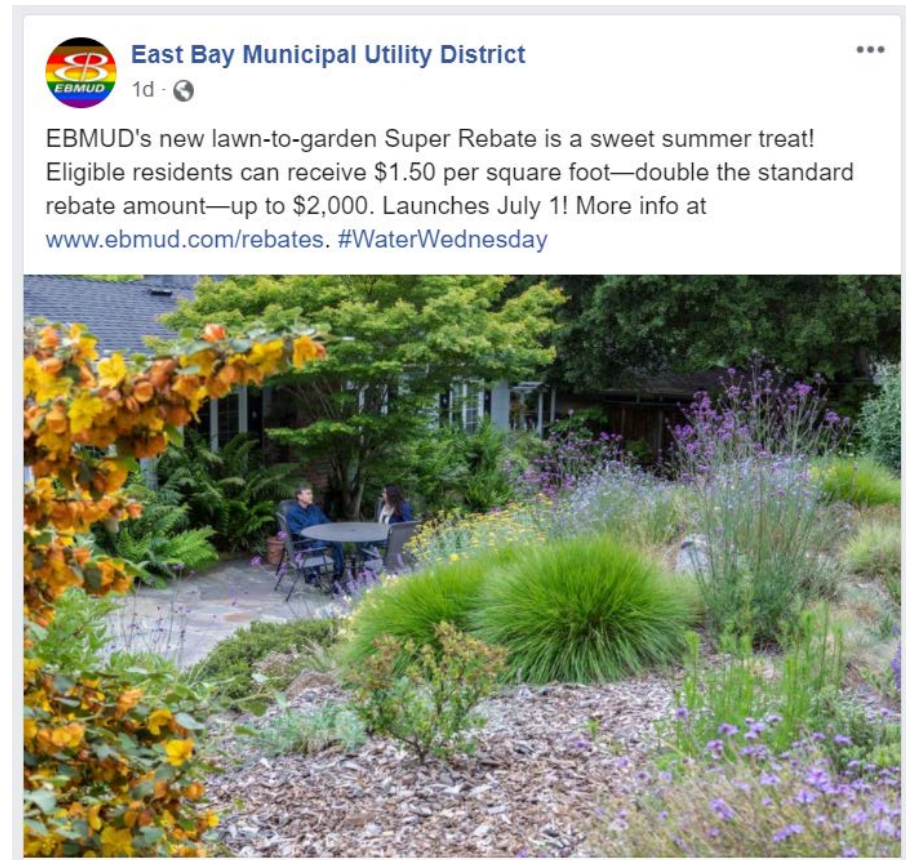 East Bay Municipal Utility District
EBMUD
1d ·
EBMUD's new lawn-to-garden Super Rebate is a sweet summer treat!
Eligible residents can receive $1.50 per square foot—double the standard
rebate amount—up to $2,000. Launches July 1! More info at
www.ebmud.com/rebates. #WaterWednesday